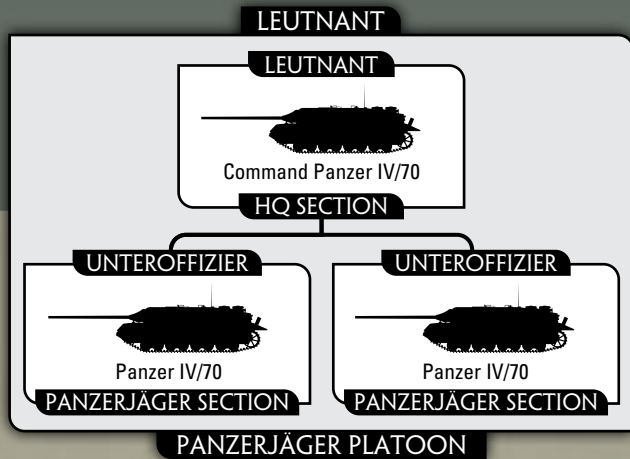 LEUTNANT
LEUTNANT
Command Panzer IV/70
HQ SECTION
UNTEROFFIZIER
UNTEROFFIZIER
Panzer IV/70
Panzer IV/70
PANZERJÄGER SECTION
PANZERJÄGER SECTION
PANZERJÄGER PLATOON